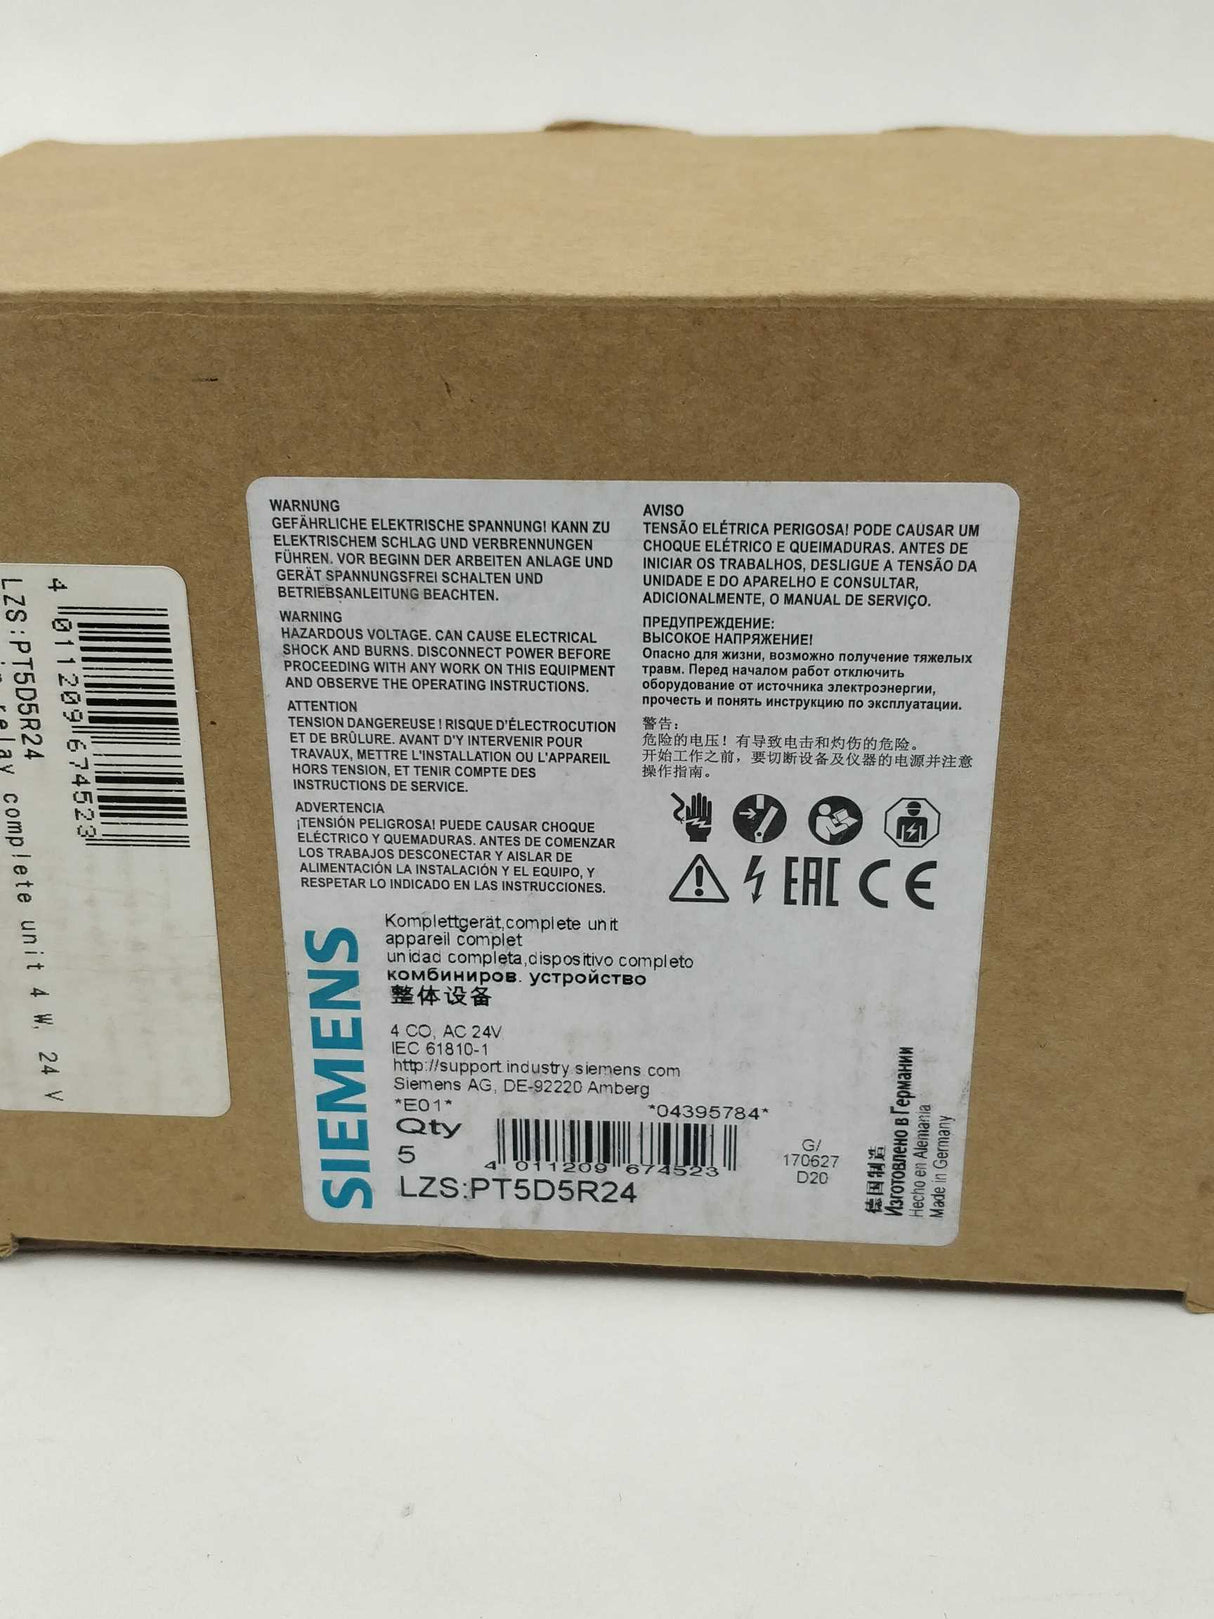 4 011209 674523
LZS:PT5D5R24
relay complete unit 4 W, 24 V
WARNUNG
GEFÄHRLICHE ELEKTRISCHE SPANNUNG! KANN ZU
ELEKTRISCHEM SCHLAG UND VERBRENNUNGEN
FÜHREN. VOR BEGINN DER ARBEITEN ANLAGE UND
GERÄT SPANNUNGSFREI SCHALTEN UND
BETRIEBSANLEITUNG BEACHTEN.
WARNING
HAZARDOUS VOLTAGE. CAN CAUSE ELECTRICAL
SHOCK AND BURNS. DISCONNECT POWER BEFORE
PROCEEDING WITH ANY WORK ON THIS EQUIPMENT
AND OBSERVE THE OPERATING INSTRUCTIONS.
ATTENTION
TENSION DANGEREUSE ! RISQUE D'ÉLECTROCUTION
ET DE BRÛLURE. AVANT D'Y INTERVENIR POUR
TRAVAUX, METTRE L'INSTALLATION OU L'APPAREIL
HORS TENSION, ET TENIR COMPTE DES
INSTRUCTIONS DE SERVICE.
ADVERTENCIA
¡TENSIÓN PELIGROSA! PUEDE CAUSAR CHOQUE
ELÉCTRICO Y QUEMADURAS. ANTES DE COMENZAR
LOS TRABAJOS DESCONECTAR Y AISLAR DE
ALIMENTACIÓN LA INSTALACIÓN Y EL EQUIPO, Y
RESPETAR LO INDICADO EN LAS INSTRUCCIONES.
AVISO
TENSÃO ELÉTRICA PERIGOSA! PODE CAUSAR UM
CHOQUE ELÉTRICO E QUEIMADURAS. ANTES DE
INICIAR OS TRABALHOS, DESLIGUE A TENSÃO DA
UNIDADE E DO APARELHO E CONSULTAR,
ADICIONALMENTE, O MANUAL DE SERVIÇO.
ПРЕДУПРЕЖДЕНИЕ:
ВЫСОКОЕ НАПРЯЖЕНИЕ!
Опасно для жизни, возможно получение тяжелых
травм. Перед началом работ отключить
оборудование от источника электроэнергии,
прочесть и понять инструкцию по эксплуатации.
警告：
危险的电压！有导致电击和灼伤的危险。
开始工作之前，要切断设备及仪器的电源并注意
操作指南。
EAC CE
SIEMENS
Komplettgerät,complete unit
appareil complet
unidad completa,dispositivo completo
комбиниров. устройство
整体设备
4 CO, AC 24V
IEC 61810-1
http://support.industry.siemens.com
Siemens AG, DE-92220 Amberg
*E01* *04395784*
Qty
5
4 011209 674523
LZS:PT5D5R24
G/
170627
D20
德国制造
Изготовлено в Германии
Hecho en Alemania
Made in Germany